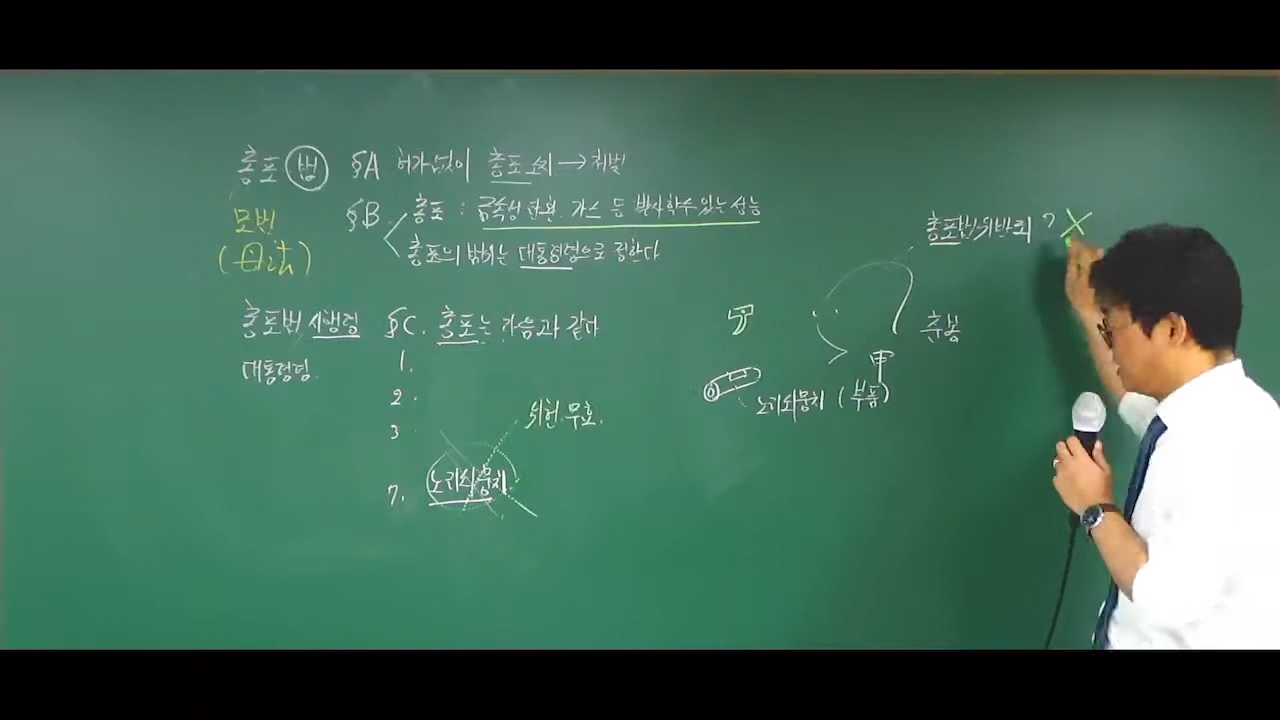 총포 법 §A 허가없이 총포 소지 → 처벌
모법 (母法)
§B 총포 : 금속성 탄환, 가스 등 발사할수 있는 성능
총포의 범위는 대통령령으로 정한다
총포법 시행령 §C. 총포는 다음과 같다
대통령령.
1.
2.
3.
7. 노리쇠뭉치
위헌.무효.
총포법위반죄 ? X
甲
노리쇠뭉치 (부품)